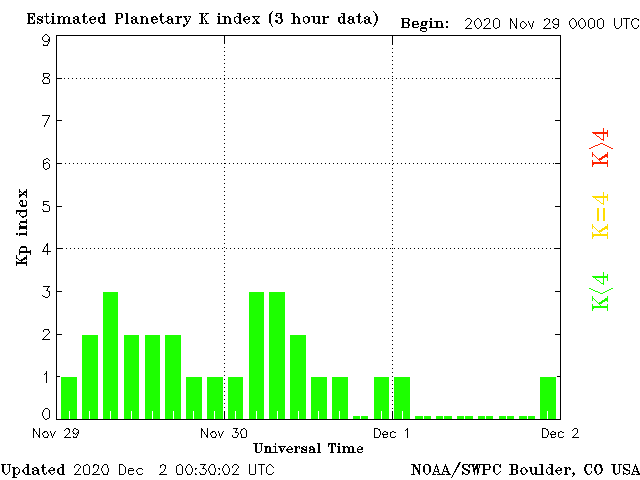 Estimated Planetary K index (3 hour data)
Begin: 2020 Nov 29 0000 UTC
9
8
7
6
5
4
3
2
1
0
Kp index
Nov 29
Nov 30
Dec 1
Dec 2
Universal Time
K>4
K=4
K<4
Updated 2020 Dec 2 00:30:02 UTC
NOAA/SWPC Boulder, CO USA